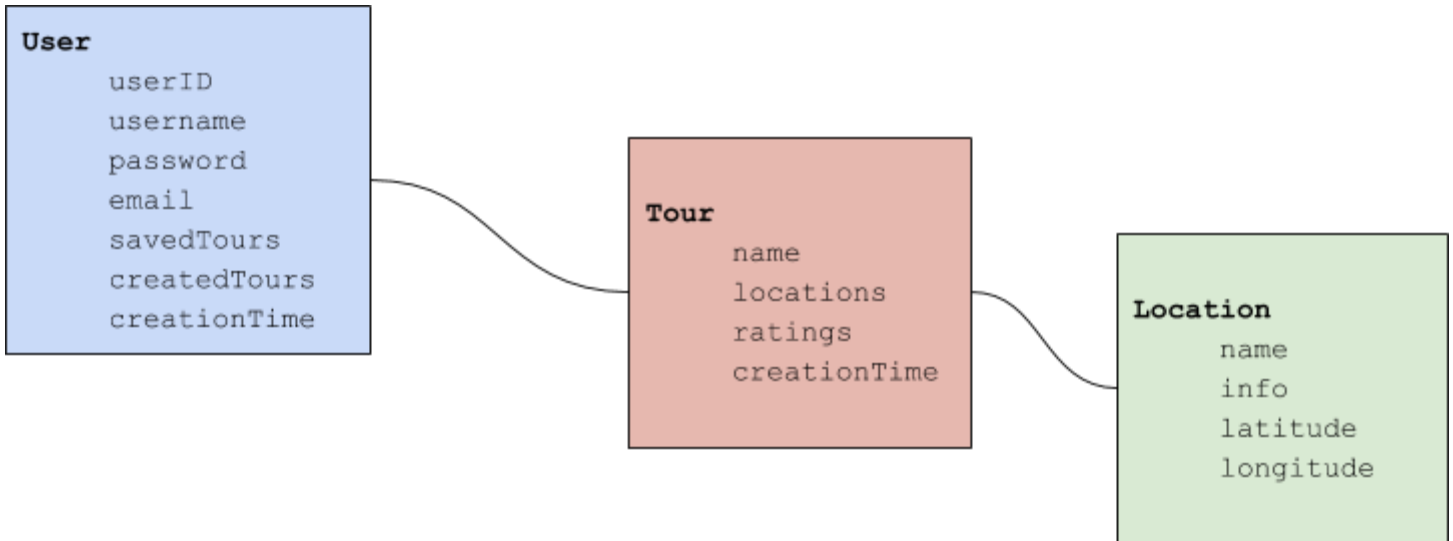 User
userID
username
password
email
savedTours
createdTours
creationTime
Tour
name
locations
ratings
creationTime
Location
name
info
latitude
longitude